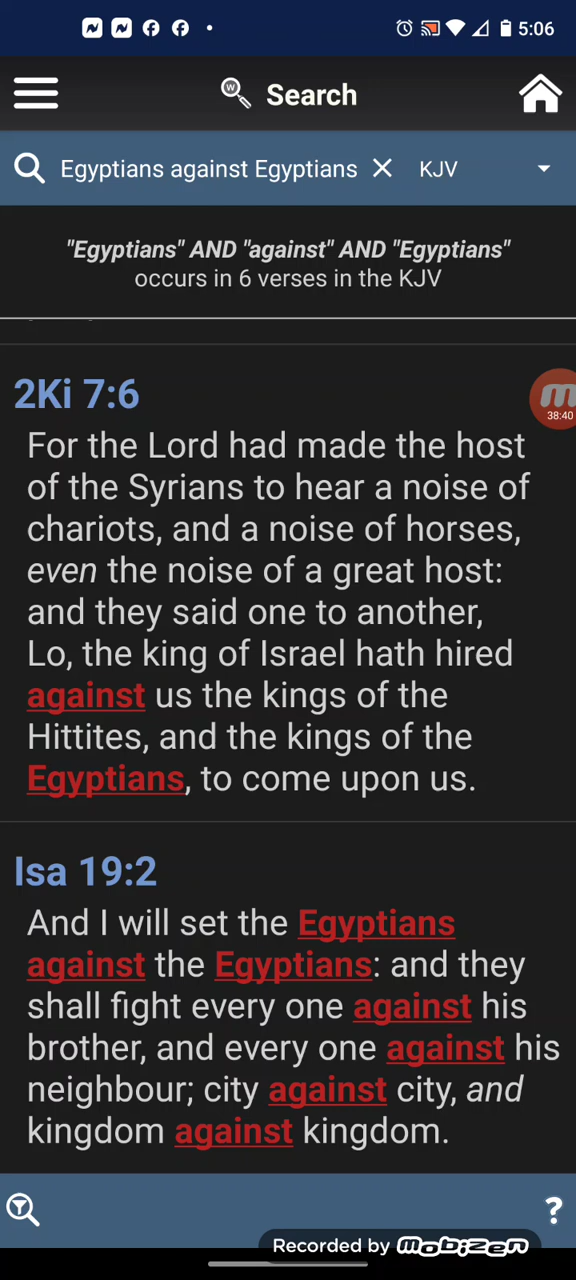 5:06
Search
Egyptians against Egyptians KJV
"Egyptians" AND "against" AND "Egyptians"
occurs in 6 verses in the KJV
2Ki 7:6
38:40
For the Lord had made the host
of the Syrians to hear a noise of
chariots, and a noise of horses,
even the noise of a great host:
and they said one to another,
Lo, the king of Israel hath hired
against us the kings of the
Hittites, and the kings of the
Egyptians, to come upon us.
Isa 19:2
And I will set the Egyptians
against the Egyptians: and they
shall fight every one against his
brother, and every one against his
neighbour; city against city, and
kingdom against kingdom.
?
Recorded by mobizen